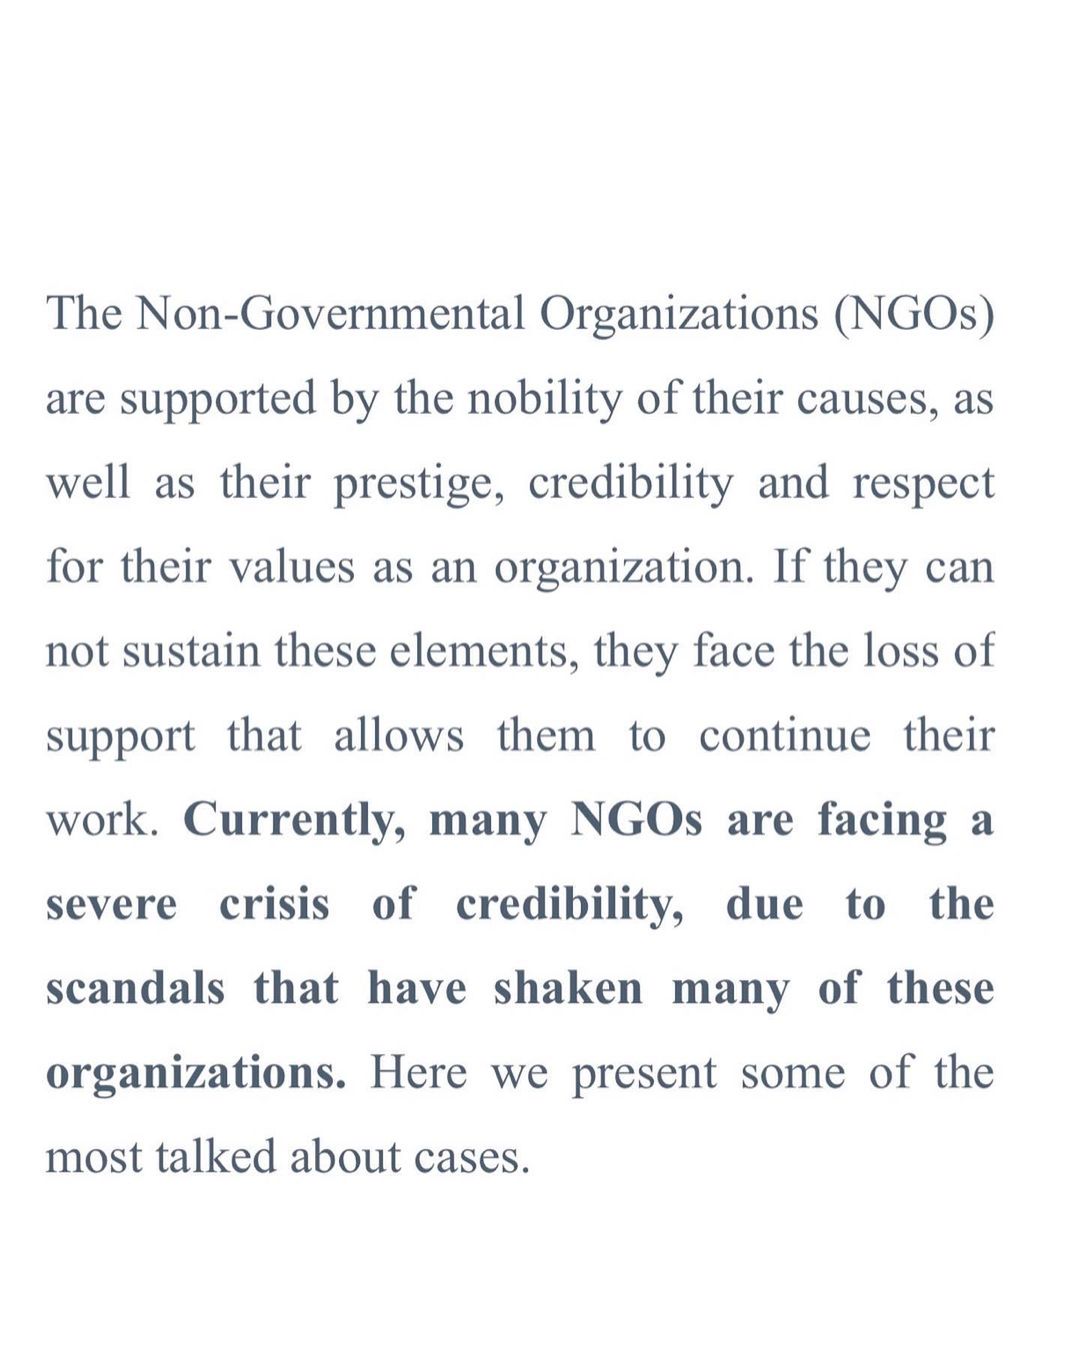 The Non-Governmental Organizations (NGOs)
are supported by the nobility of their causes, as
well as their prestige, credibility and respect
for their values as an organization. If they can
not sustain these elements, they face the loss of
support that allows them to continue their
work. Currently, many NGOs are facing a
severe crisis of credibility, due to the
scandals that have shaken many of these
organizations. Here we present some of the
most talked about cases.